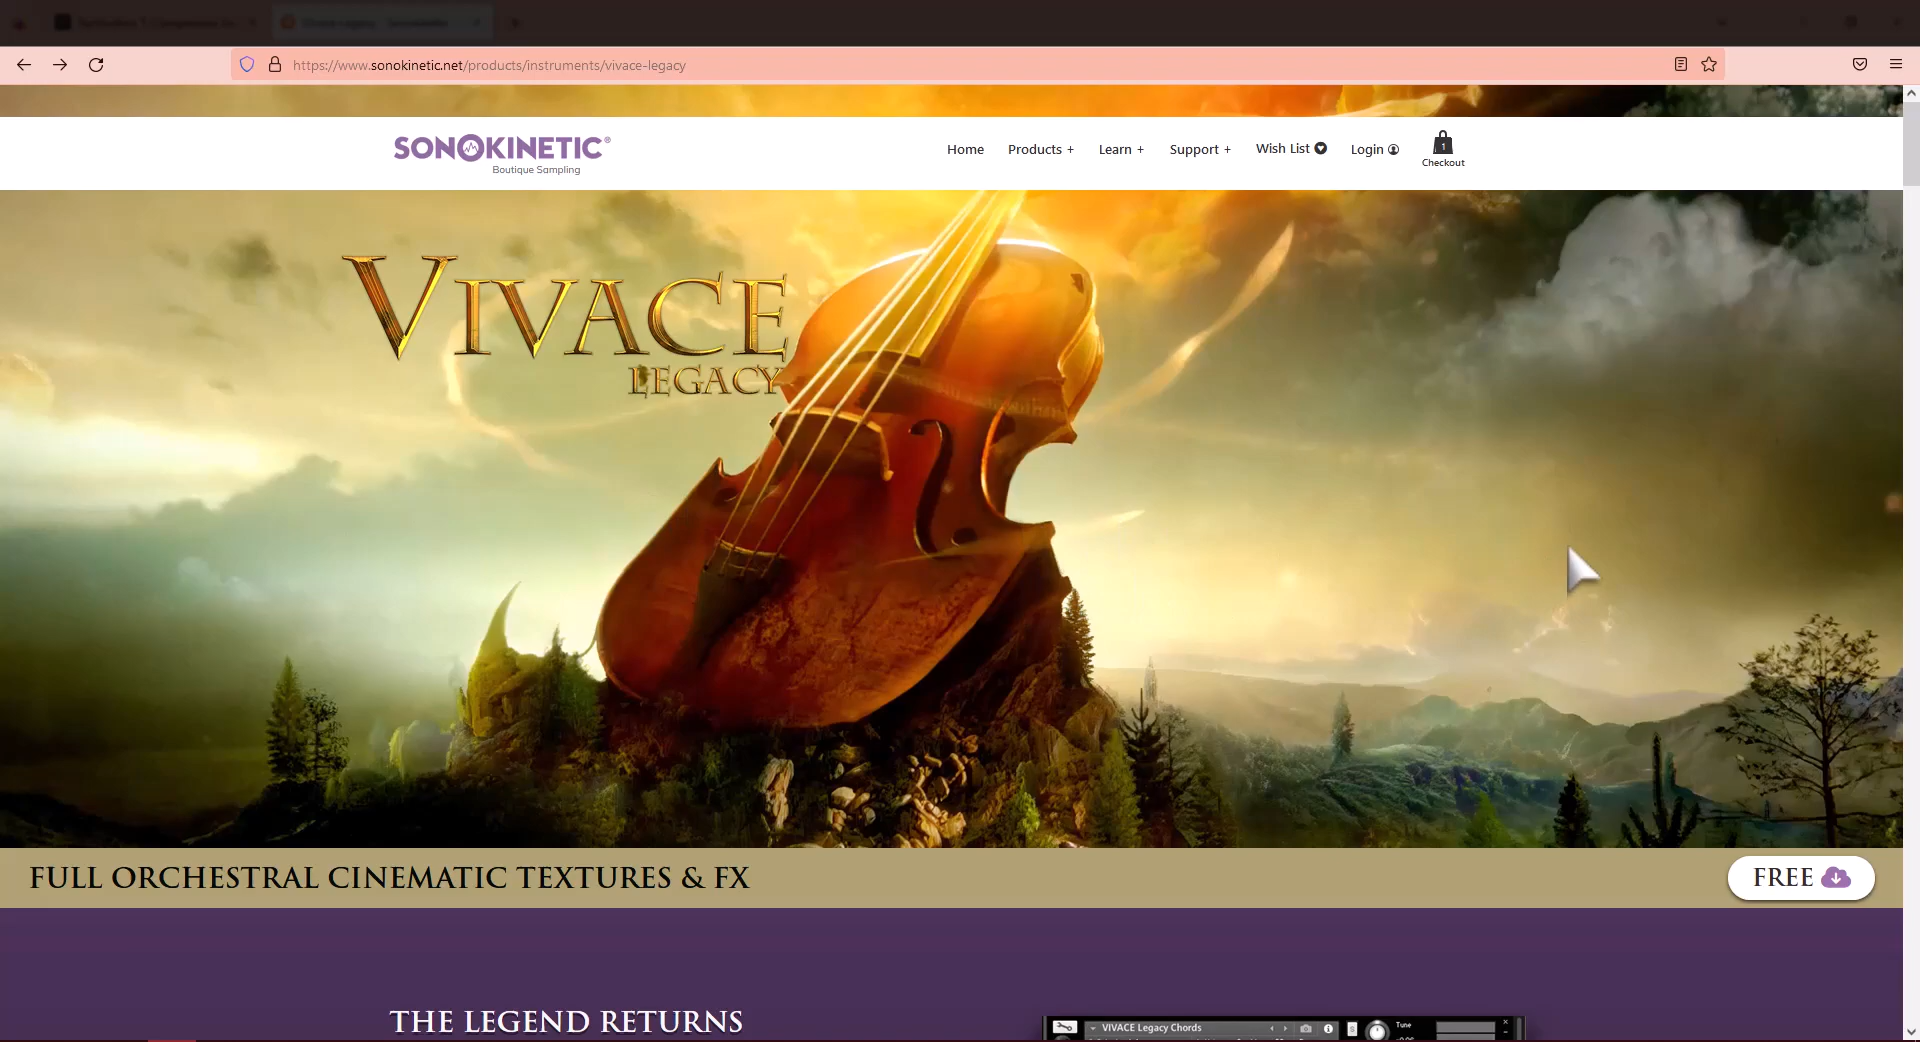 https://www.sonokinetic.net/products/instruments/vivace-legacy
SONOKINETIC®
Boutique Sampling
Home
Products +
Learn +
Support +
Wish List
Login
1
Checkout
VIVACE
LEGACY
FULL ORCHESTRAL CINEMATIC TEXTURES & FX
FREE
THE LEGEND RETURNS
VIVACE Legacy Chords
S
Tune